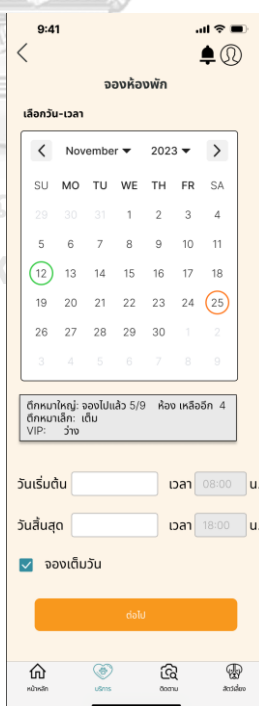 9:41
จองห้องพัก
เลือกวัน-เวลา
November 2023
SU MO TU WE TH FR SA
29 30 31 1 2 3 4
5 6 7 8 9 10 11
12 13 14 15 16 17 18
19 20 21 22 23 24 25
26 27 28 29 30 1 2
3 4 5 6 7 8 9
ตึกหมาใหญ่: จองไปแล้ว 5/9 ห้อง เหลืออีก 4
ตึกหมาเล็ก: เต็ม
VIP: ว่าง
วันเริ่มต้น เวลา 08:00 น.
วันสิ้นสุด เวลา 18:00 น.
จองเต็มวัน
ต่อไป
หน้าหลัก บริการ ติดตาม สัตว์เลี้ยง